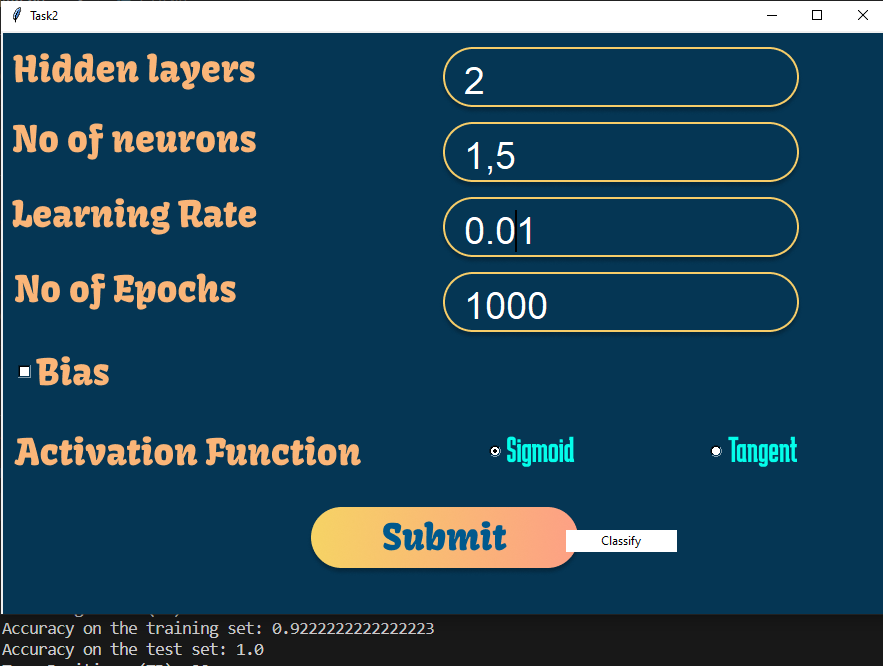 Task2
Hidden layers
2
No of neurons
1,5
Learning Rate
0.01
No of Epochs
1000
Bias
Activation Function
Sigmoid
Tangent
Submit
Classify
Accuracy on the training set: 0.9222222222222223
Accuracy on the test set: 1.0